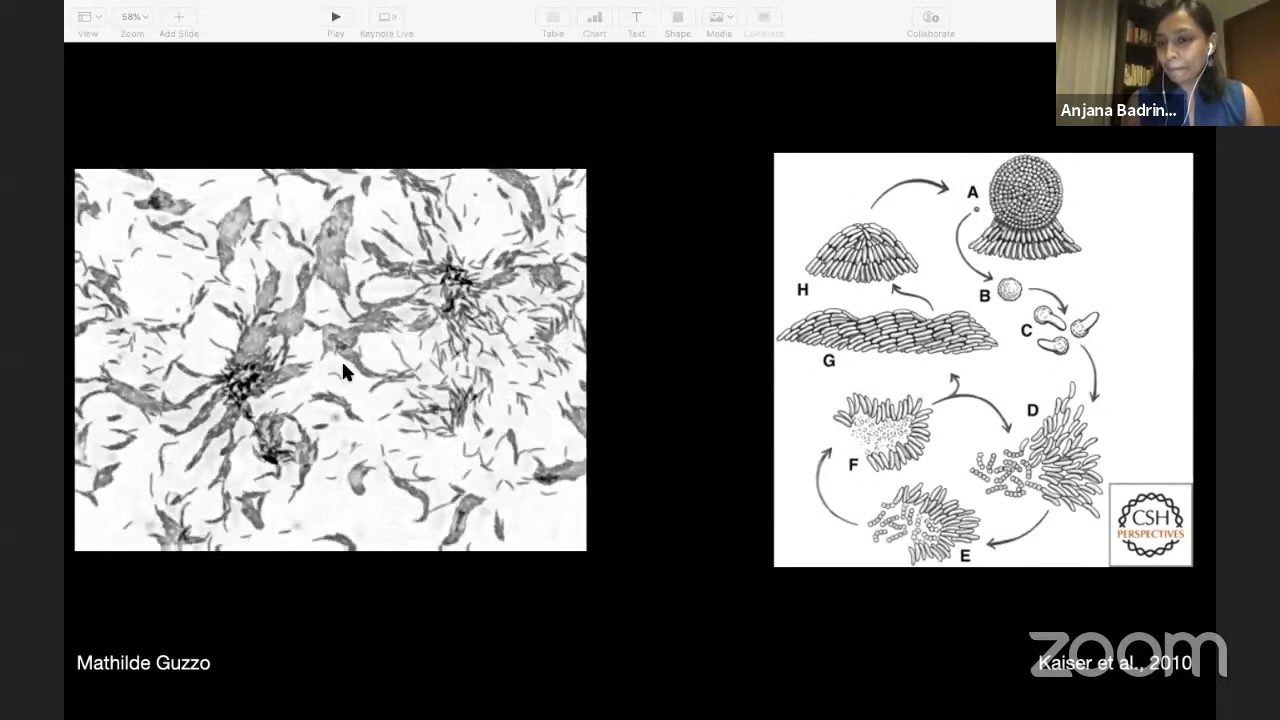 58%
View
Zoom
Add Slide
Play
Keynote Live
Table
Chart
Text
Shape
Media
Comment
Collaborate
Anjana Badrin...
A
B
C
D
E
F
G
H
CSH
PERSPECTIVES
Mathilde Guzzo
Kaiser et al., 2010
zoom